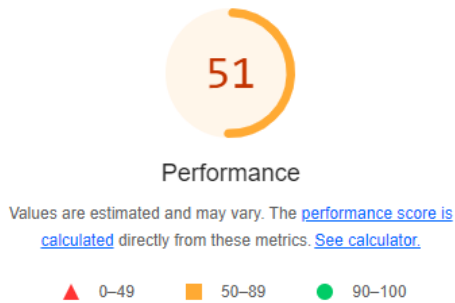 51
Performance
Values are estimated and may vary. The performance score is
calculated directly from these metrics. See calculator.
0–49 50–89 90–100